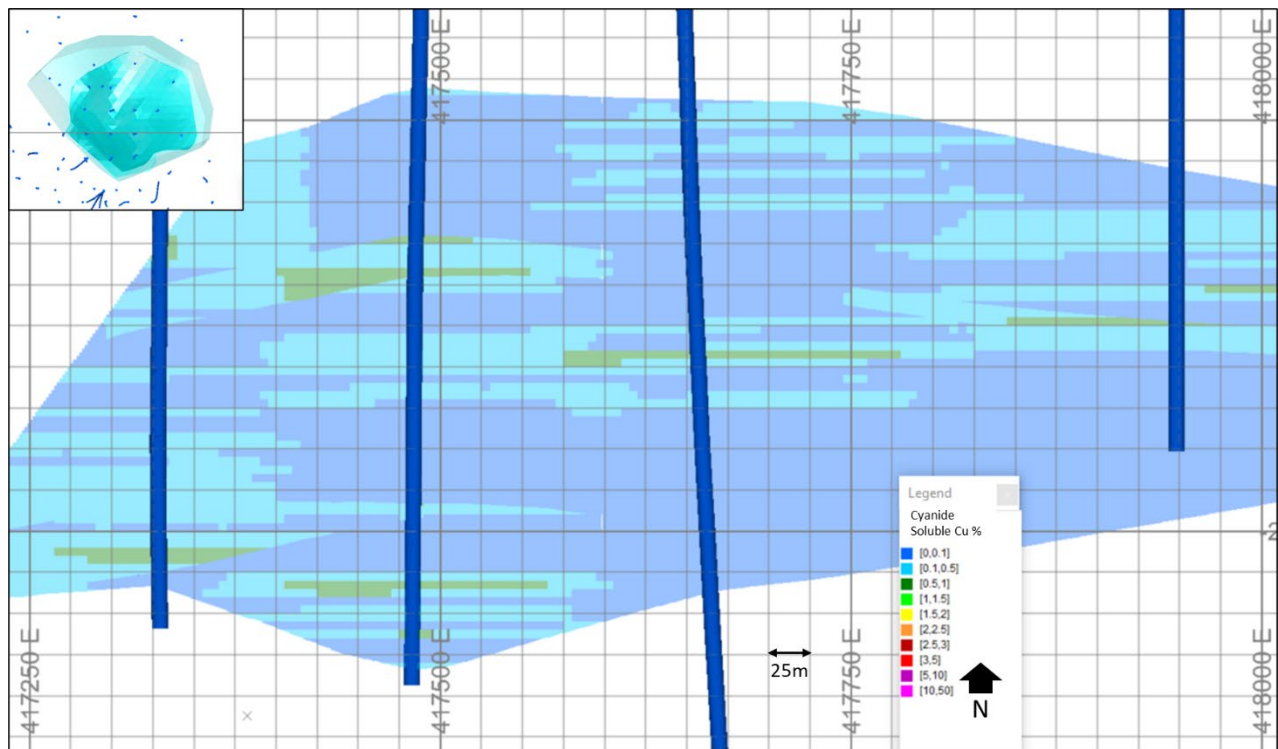 417500 E
417750 E
418000 E
Legend
Cyanide
Soluble Cu %
[0,0.1]
[0.1,0.5]
[0.5,1]
[1,1.5]
[1.5,2]
[2,2.5]
[2.5,3]
[3,5]
[5,10]
[10,50]
N
25m
417250 E
417500 E
417750 E
418000 E